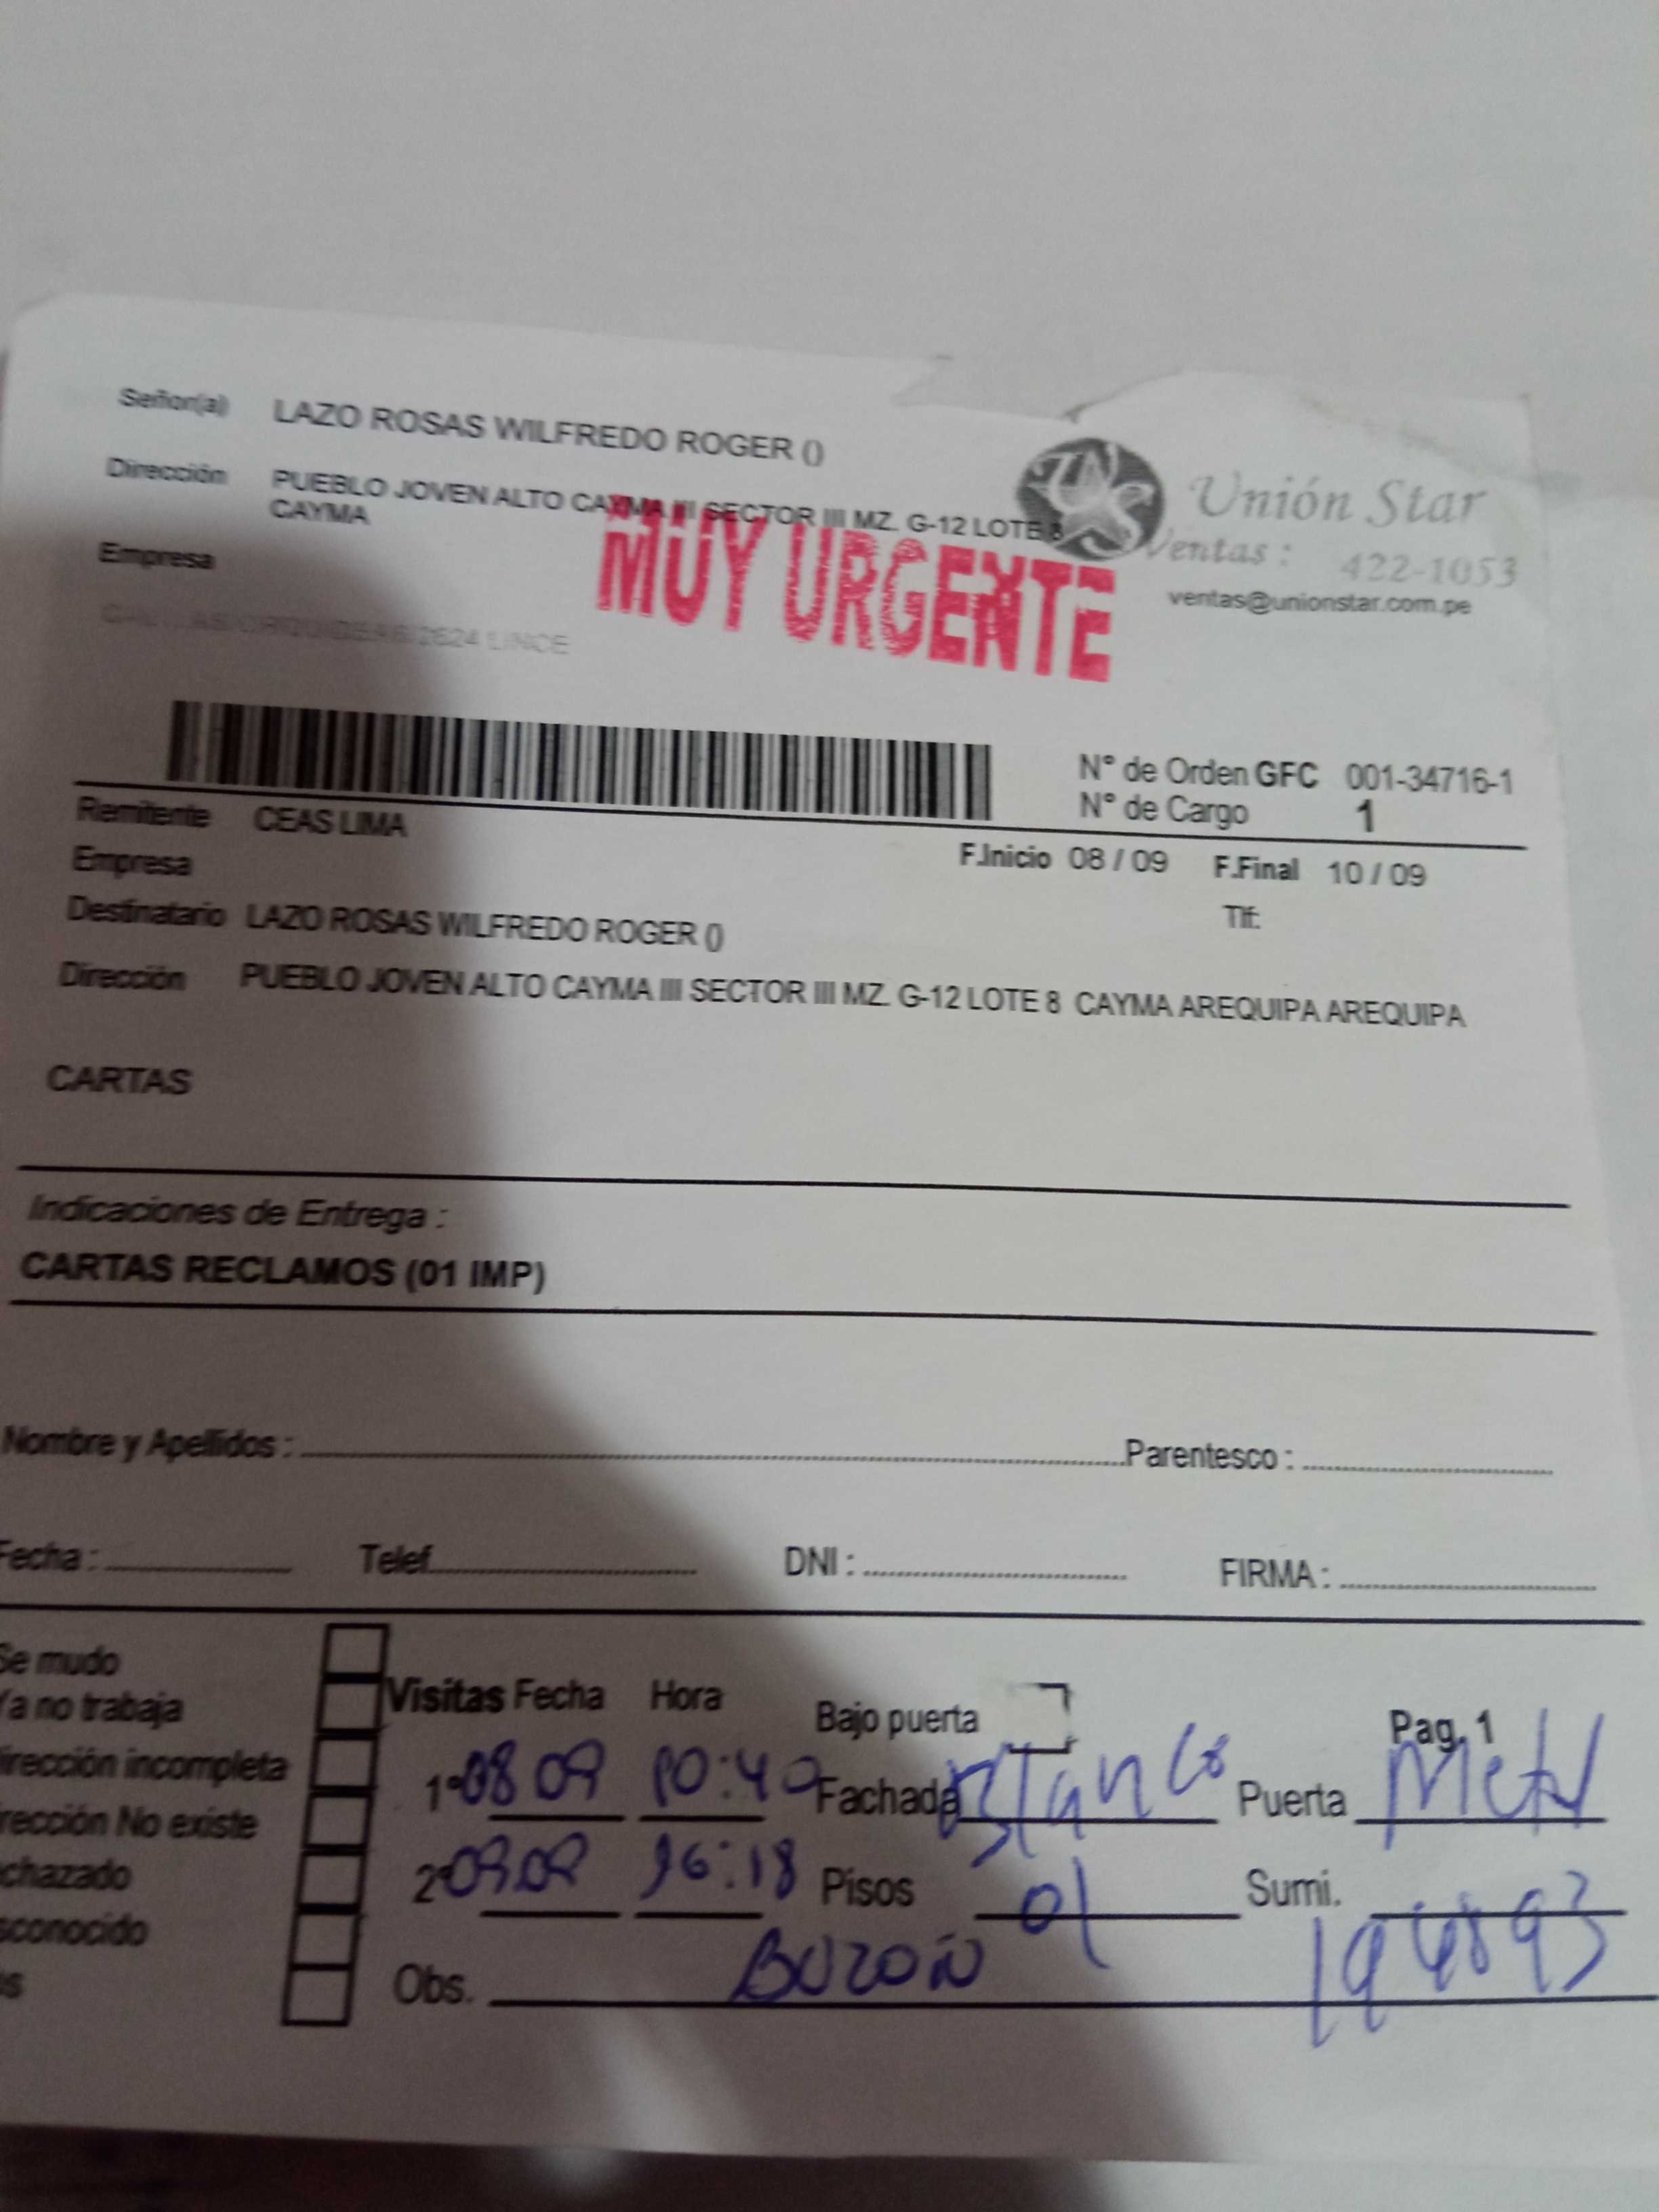 Señor(a) LAZO ROSAS WILFREDO ROGER ()
Dirección PUEBLO JOVEN ALTO CAYMA III SECTOR III MZ. G-12 LOTE 8
CAYMA
Unión Star
Ventas : 422-1053
ventas@unionstar.com.pe
Empresa
MUY URGENTE
2624 LINCE
N° de Orden GFC 001-34716-1
N° de Cargo 1
Remitente CEAS LIMA
Empresa
F.Inicio 08 / 09 F.Final 10 / 09
Destinatario LAZO ROSAS WILFREDO ROGER ()
Tlf:
Dirección PUEBLO JOVEN ALTO CAYMA III SECTOR III MZ. G-12 LOTE 8 CAYMA AREQUIPA AREQUIPA
CARTAS
Indicaciones de Entrega :
CARTAS RECLAMOS (01 IMP)
Nombre y Apellidos : Parentesco :
Fecha : Telef. DNI : FIRMA :
Se mudo
Ya no trabaja
irección incompleta
rección No existe
chazado
sconocido
s
Visitas Fecha Hora Bajo puerta Pag. 1
1° 08 09 10:40 Fachada Blanco Puerta Metal
2° 09 09 16:18 Pisos 01 Sumi. 194893
Obs. BUZON